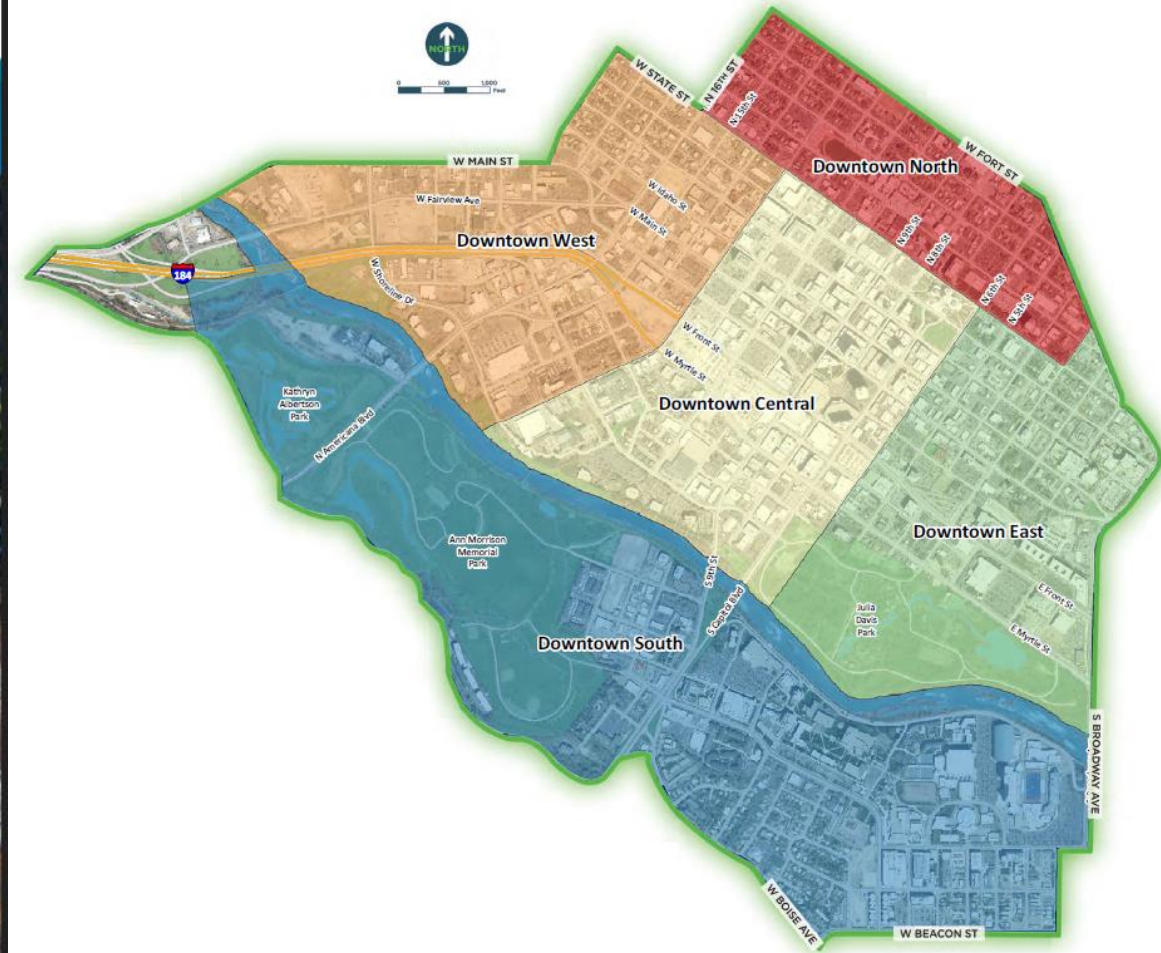 NORTH
0 500 1,000
Feet
W STATE ST
N 16TH ST
N 15th St
W FORT ST
Downtown North
W MAIN ST
W Fairview Ave
W Idaho St
W Main St
N 9th St
N 8th St
N 6th St
N 5th St
Downtown West
184
W Shoreline Dr
W Front St
W Myrtle St
Downtown Central
Kathryn
Albertson
Park
N Americana Blvd
Ann Morrison
Memorial
Park
Downtown East
S 9th St
S Capitol Blvd
E Front St
E Myrtle St
Julia
Davis
Park
Downtown South
S BROADWAY AVE
W BOISE AVE
W BEACON ST